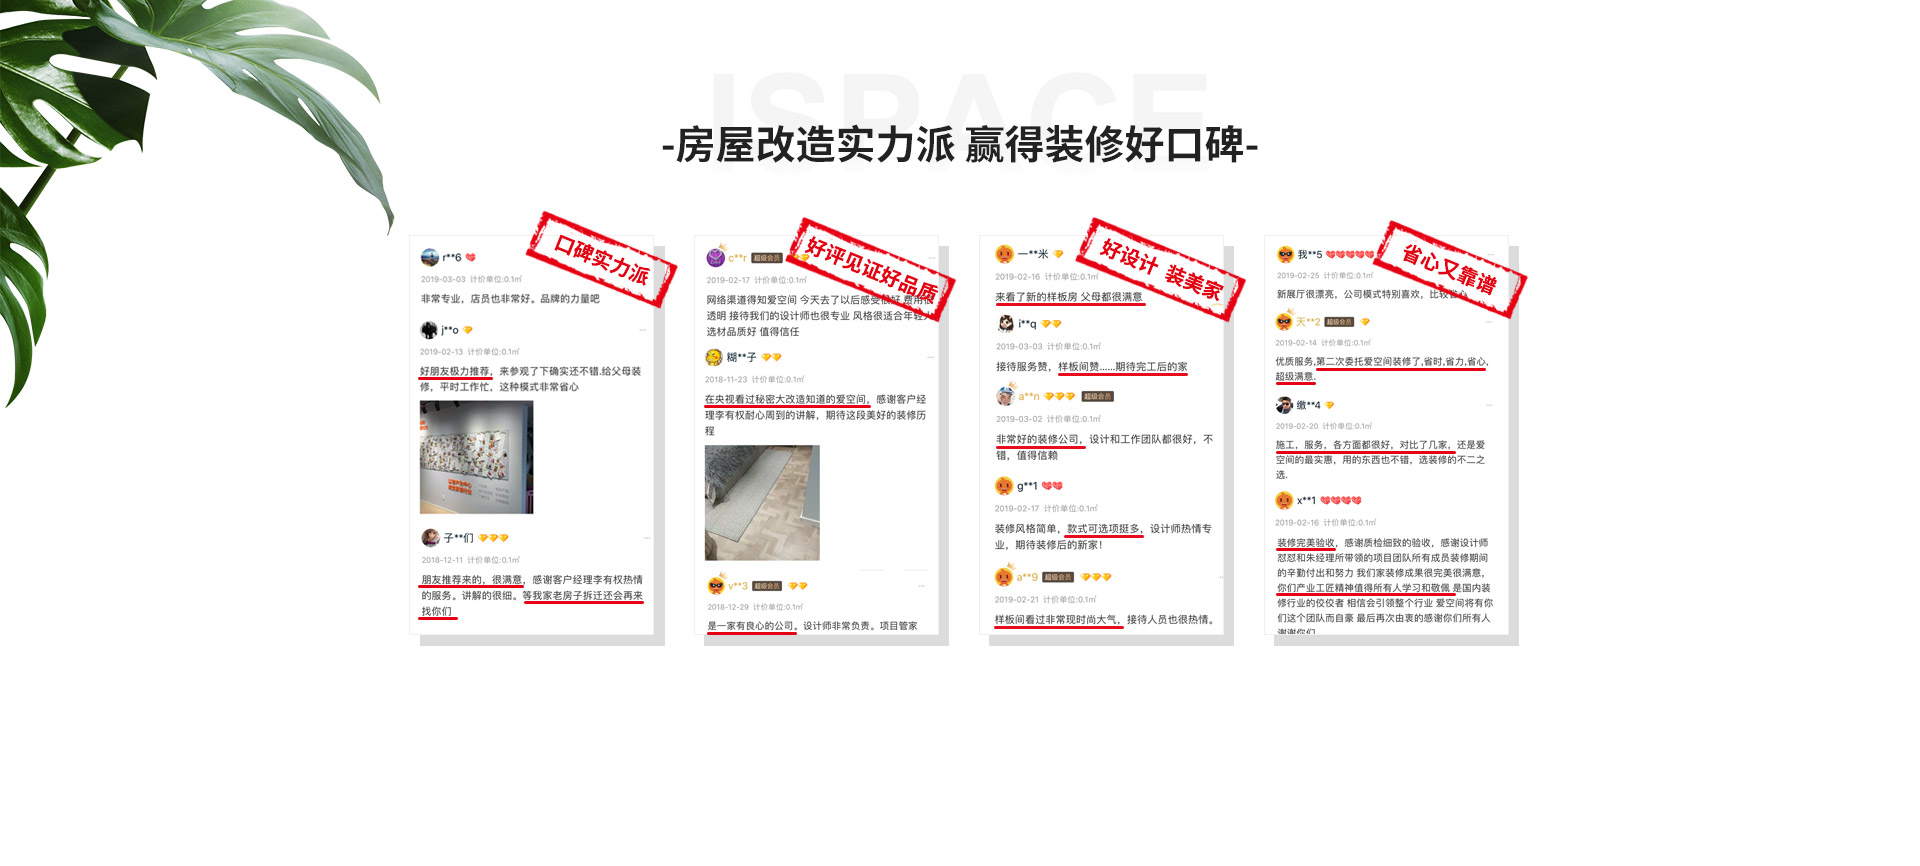 ISPACE
-房屋改造实力派 赢得装修好口碑-
口碑实力派
r**6
2019-03-03 计价单位:0.1㎡
非常专业，店员也非常好。品牌的力量吧
j**o
2019-02-13 计价单位:0.1㎡
好朋友极力推荐，来参观了下确实还不错.给父母装
修，平时工作忙，这种模式非常省心
子**们
2018-12-11 计价单位:0.1㎡
朋友推荐来的，很满意，感谢客户经理李有权热情
的服务。讲解的很细。等我家老房子拆迁还会再来
找你们
好评见证好品质
c**r 超级会员
2019-02-17 计价单位:0.1㎡
网络渠道得知爱空间 今天去了以后感受很好 费用很
透明 接待我们的设计师也很专业 风格很适合年轻人
选材品质好 值得信任
糊**子
2018-11-23 计价单位:0.1㎡
在央视看过秘密大改造知道的爱空间，感谢客户经
理李有权耐心周到的讲解，期待这段美好的装修历
程
v**3 超级会员
2018-12-29 计价单位:0.1㎡
是一家有良心的公司。设计师非常负责。项目管家
好设计 装美家
一**米
2019-02-16 计价单位:0.1㎡
来看了新的样板房 父母都很满意
i**q
2019-03-03 计价单位:0.1㎡
接待服务赞，样板间赞......期待完工后的家
a**n 超级会员
2019-03-02 计价单位:0.1㎡
非常好的装修公司，设计和工作团队都很好，不
错，值得信赖
g**1
2019-02-17 计价单位:0.1㎡
装修风格简单，款式可选项挺多，设计师热情专
业，期待装修后的新家！
a**9 超级会员
2019-02-21 计价单位:0.1㎡
样板间看过非常现时尚大气，接待人员也很热情。
省心又靠谱
我**5
2019-02-25 计价单位:0.1㎡
新展厅很漂亮，公司模式特别喜欢，比较省心
天**2 超级会员
2019-02-14 计价单位:0.1㎡
优质服务,第二次委托爱空间装修了,省时,省力,省心,
超级满意.
缴**4
2019-02-20 计价单位:0.1㎡
施工，服务，各方面都很好，对比了几家，还是爱
空间的最实惠，用的东西也不错，选装修的不二之
选.
x**1
2019-02-16 计价单位:0.1㎡
装修完美验收，感谢质检细致的验收，感谢设计师
怼怼和朱经理所带领的项目团队所有成员装修期间
的辛勤付出和努力 我们家装修成果很完美很满意，
你们产业工匠精神值得所有人学习和敬佩 是国内装
修行业的佼佼者 相信会引领整个行业 爱空间将有你
们这个团队而自豪 最后再次由衷的感谢你们所有人
谢谢你们